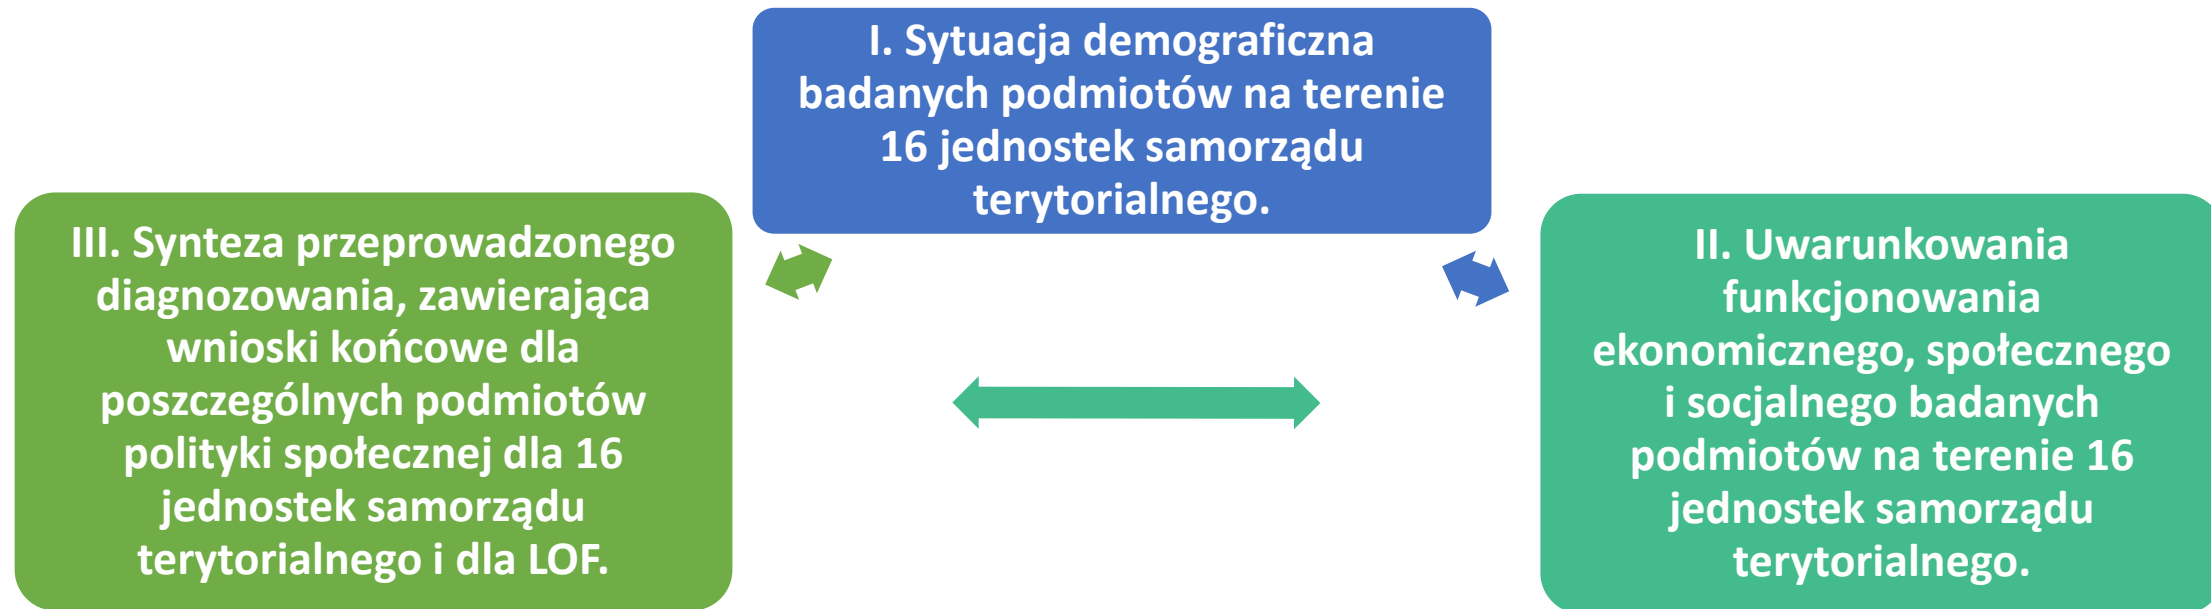 I. Sytuacja demograficzna
badanych podmiotów na terenie
16 jednostek samorządu
terytorialnego.
II. Uwarunkowania
funkcjonowania
ekonomicznego, społecznego
i socjalnego badanych
podmiotów na terenie 16
jednostek samorządu
terytorialnego.
III. Synteza przeprowadzonego
diagnozowania, zawierająca
wnioski końcowe dla
poszczególnych podmiotów
polityki społecznej dla 16
jednostek samorządu
terytorialnego i dla LOF.